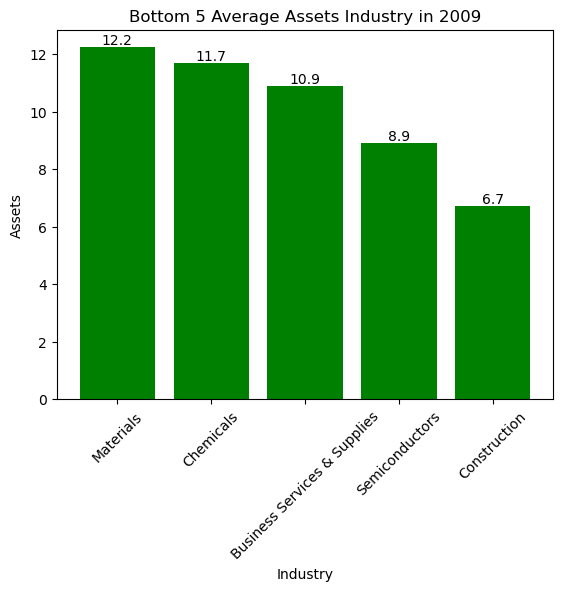 Bottom 5 Average Assets Industry in 2009
12.2
11.7
10.9
8.9
6.7
12
10
8
6
4
2
0
Assets
Materials
Chemicals
Business Services & Supplies
Semiconductors
Construction
Industry